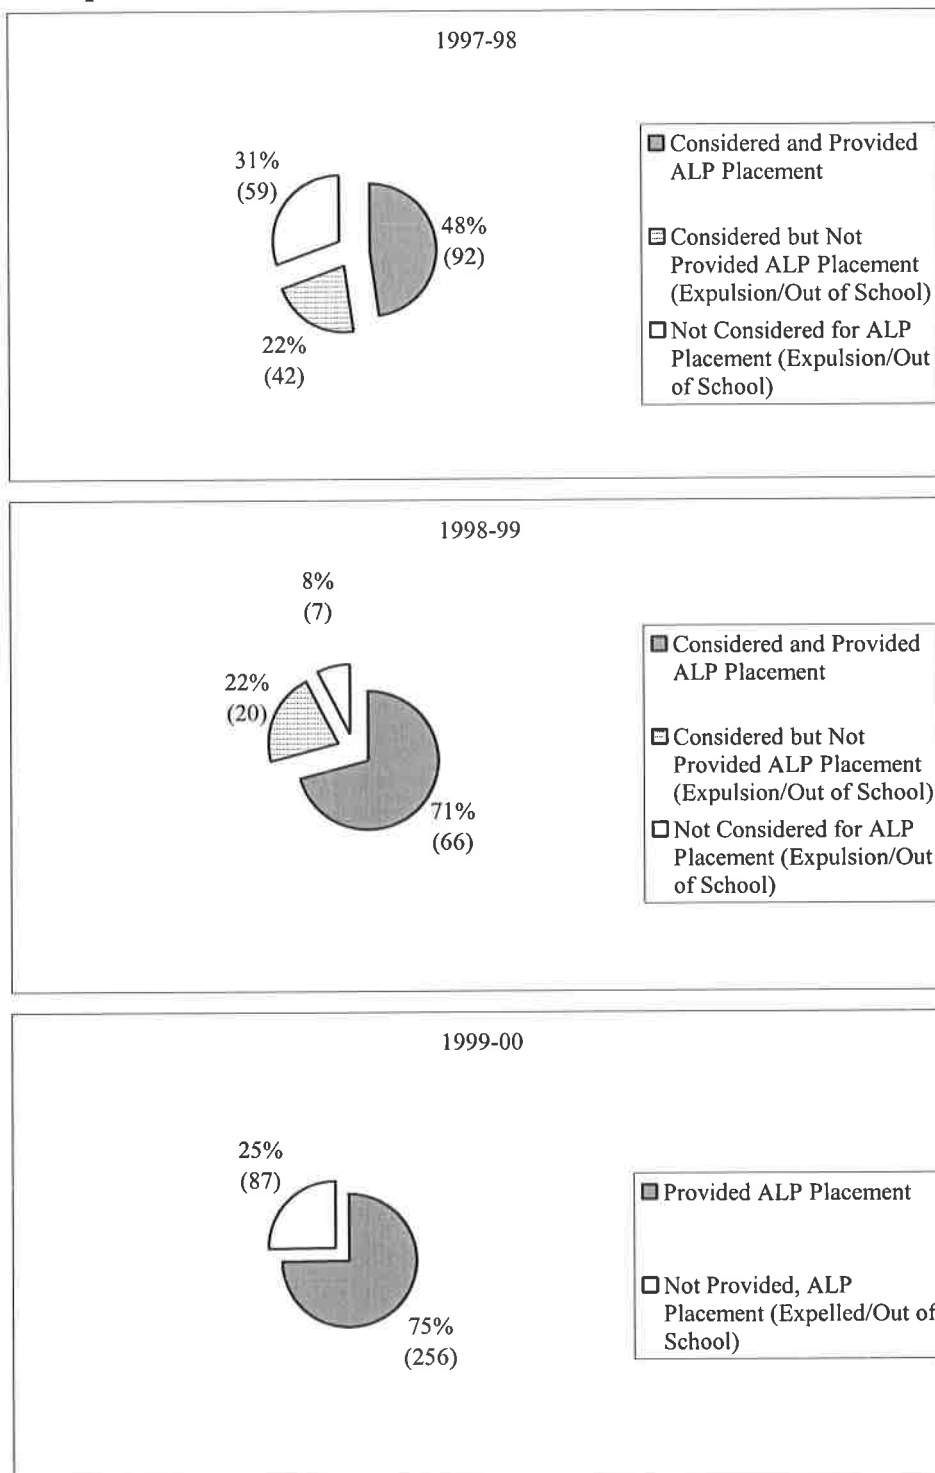 1997-98
31%
(59)
48%
(92)
22%
(42)
Considered and Provided
ALP Placement
Considered but Not
Provided ALP Placement
(Expulsion/Out of School)
Not Considered for ALP
Placement (Expulsion/Out
of School)
1998-99
8%
(7)
22%
(20)
71%
(66)
Considered and Provided
ALP Placement
Considered but Not
Provided ALP Placement
(Expulsion/Out of School)
Not Considered for ALP
Placement (Expulsion/Out
of School)
1999-00
25%
(87)
75%
(256)
Provided ALP Placement
Not Provided, ALP
Placement (Expelled/Out of
School)